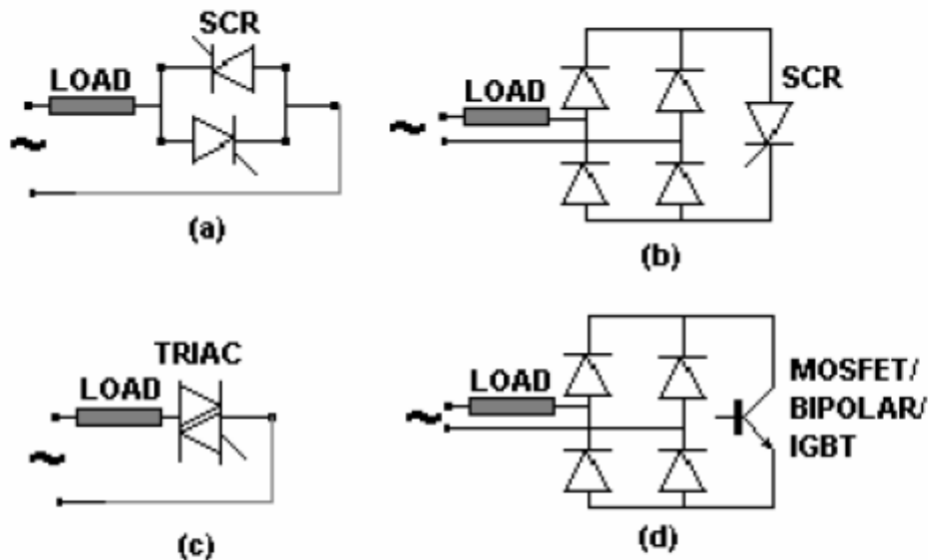 SCR
LOAD
(a)
SCR
LOAD
(b)
TRIAC
LOAD
(c)
LOAD
MOSFET/
BIPOLAR/
IGBT
(d)